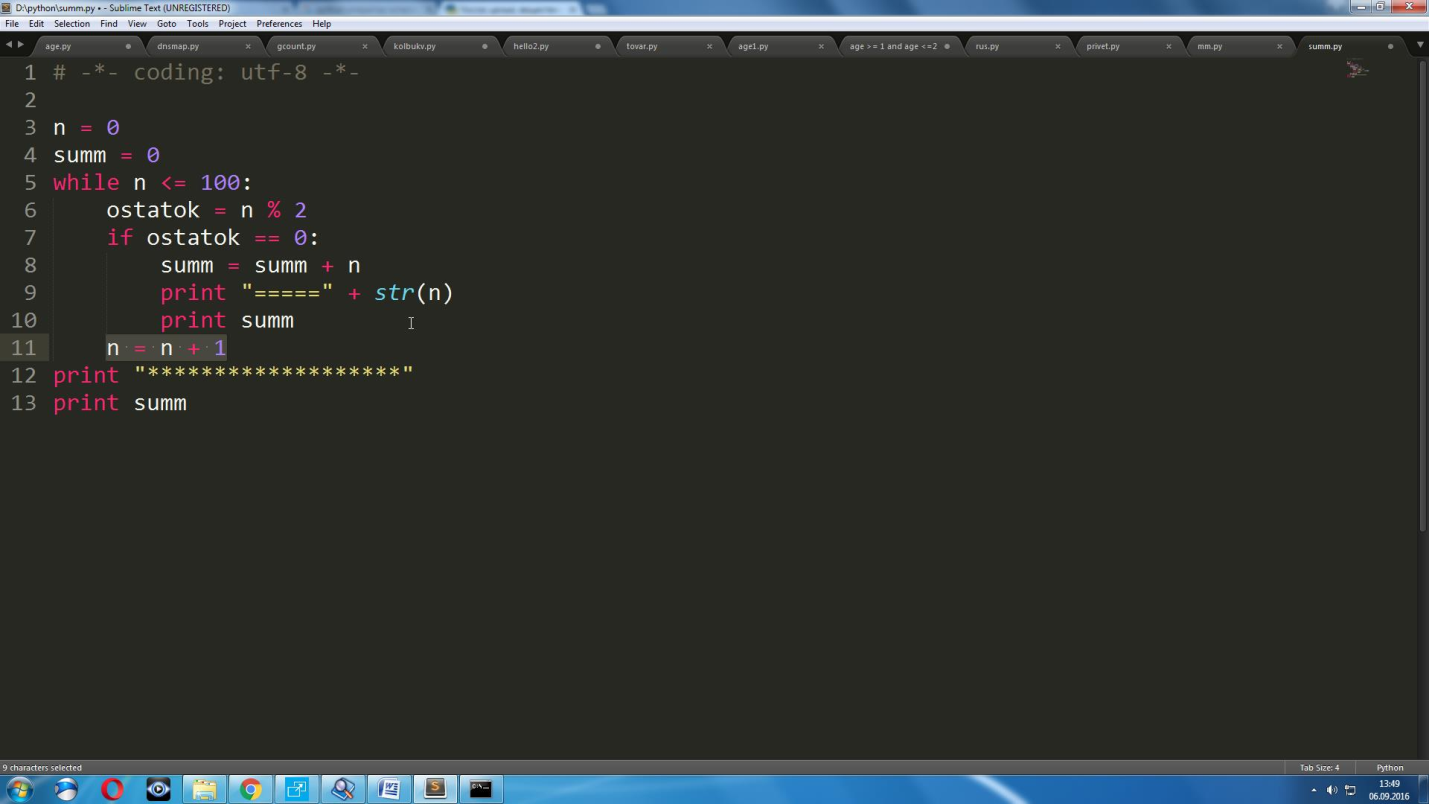 D:\python\summ.py • - Sublime Text (UNREGISTERED)
File Edit Selection Find View Goto Tools Project Preferences Help
age.py dnsmap.py gcount.py kolbukv.py hello2.py tovar.py age1.py age >= 1 and age <=2 rus.py privet.py mm.py summ.py
1 # -*- coding: utf-8 -*-
2
3 n = 0
4 summ = 0
5 while n <= 100:
6 ostatok = n % 2
7 if ostatok == 0:
8 summ = summ + n
9 print "=====" + str(n)
10 print summ
11 n = n + 1
12 print "*******************"
13 print summ
9 characters selected Tab Size: 4 Python
13:49
06.09.2016